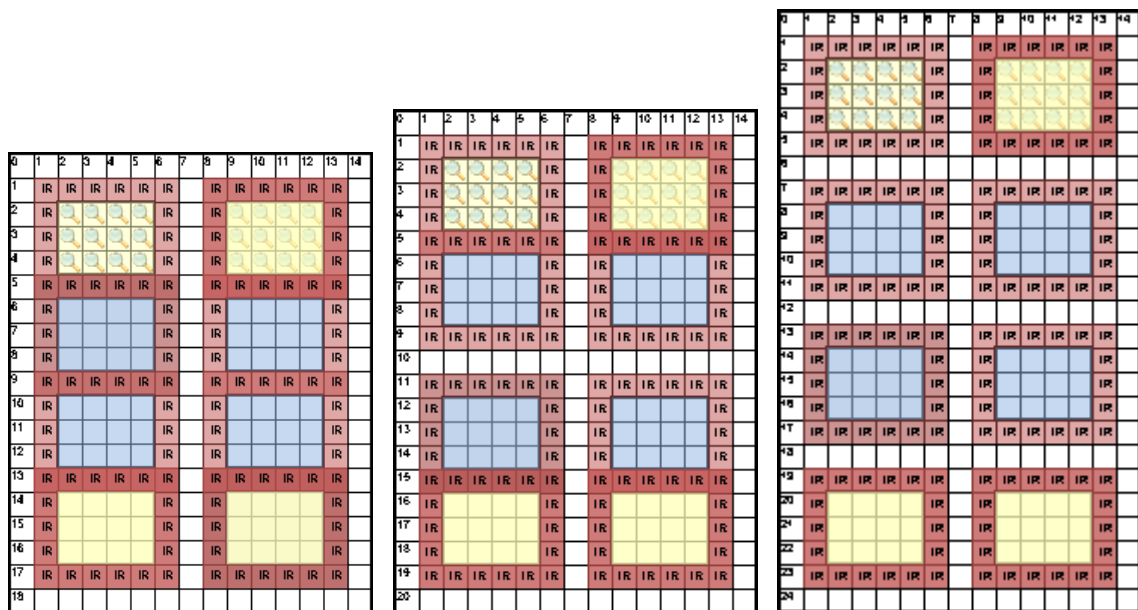 0 1 2 3 4 5 6 7 8 9 10 11 12 13 14
1 IR IR IR IR IR IR IR IR IR IR IR IR
2 IR IR IR IR
3 IR IR IR IR
4 IR IR IR IR
5 IR IR IR IR IR IR IR IR IR IR IR IR
6 IR IR IR IR
7 IR IR IR IR
8 IR IR IR IR
9 IR IR IR IR IR IR IR IR IR IR IR IR
10 IR IR IR IR
11 IR IR IR IR
12 IR IR IR IR
13 IR IR IR IR IR IR IR IR IR IR IR IR
14 IR IR IR IR
15 IR IR IR IR
16 IR IR IR IR
17 IR IR IR IR IR IR IR IR IR IR IR IR
18
0 1 2 3 4 5 6 7 8 9 10 11 12 13 14
1 IR IR IR IR IR IR IR IR IR IR IR IR
2 IR IR IR IR
3 IR IR IR IR
4 IR IR IR IR
5 IR IR IR IR IR IR IR IR IR IR IR IR
6 IR IR IR IR
7 IR IR IR IR
8 IR IR IR IR
9 IR IR IR IR IR IR IR IR IR IR IR IR
10
11 IR IR IR IR IR IR IR IR IR IR IR IR
12 IR IR IR IR
13 IR IR IR IR
14 IR IR IR IR
15 IR IR IR IR IR IR IR IR IR IR IR IR
16 IR IR IR IR
17 IR IR IR IR
18 IR IR IR IR
19 IR IR IR IR IR IR IR IR IR IR IR IR
20
0 1 2 3 4 5 6 7 8 9 10 11 12 13 14
1 IR IR IR IR IR IR IR IR IR IR IR IR
2 IR IR IR IR
3 IR IR IR IR
4 IR IR IR IR
5 IR IR IR IR IR IR IR IR IR IR IR IR
6
7 IR IR IR IR IR IR IR IR IR IR IR IR
8 IR IR IR IR
9 IR IR IR IR
10 IR IR IR IR
11 IR IR IR IR IR IR IR IR IR IR IR IR
12
13 IR IR IR IR IR IR IR IR IR IR IR IR
14 IR IR IR IR
15 IR IR IR IR
16 IR IR IR IR
17 IR IR IR IR IR IR IR IR IR IR IR IR
18
19 IR IR IR IR IR IR IR IR IR IR IR IR
20 IR IR IR IR
21 IR IR IR IR
22 IR IR IR IR
23 IR IR IR IR IR IR IR IR IR IR IR IR
24